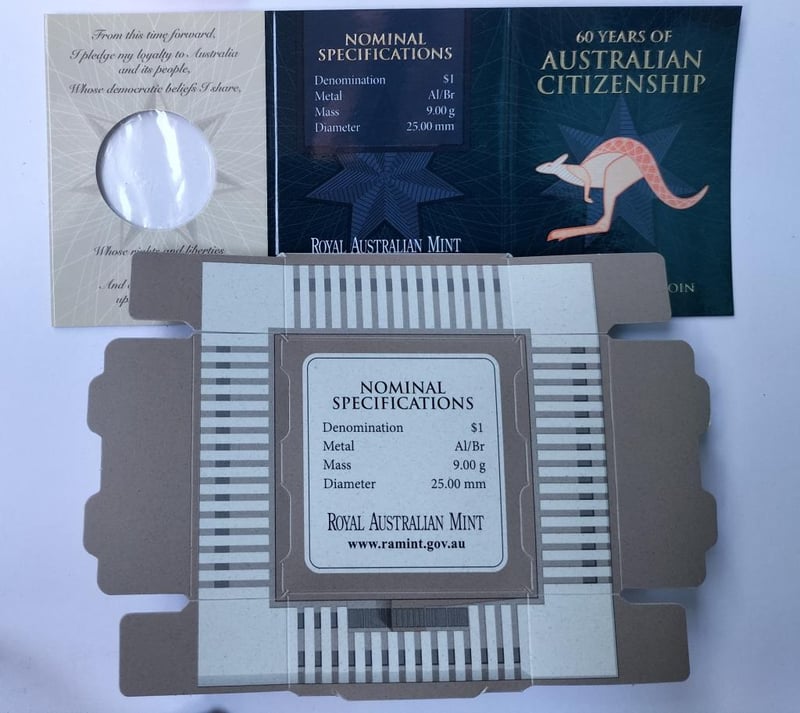 From this time forward,
I pledge my loyalty to Australia
and its people,
Whose democratic beliefs I share,
Whose rights and liberties
And
up
NOMINAL
SPECIFICATIONS
Denomination $1
Metal Al/Br
Mass 9.00 g
Diameter 25.00 mm
ROYAL AUSTRALIAN MINT
60 YEARS OF
AUSTRALIAN
CITIZENSHIP
OIN
NOMINAL
SPECIFICATIONS
Denomination $1
Metal Al/Br
Mass 9.00 g
Diameter 25.00 mm
ROYAL AUSTRALIAN MINT
www.ramint.gov.au